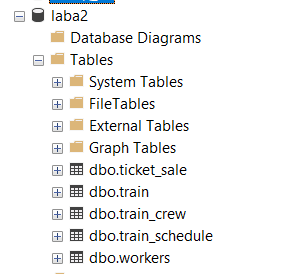 laba2
Database Diagrams
Tables
System Tables
FileTables
External Tables
Graph Tables
dbo.ticket_sale
dbo.train
dbo.train_crew
dbo.train_schedule
dbo.workers